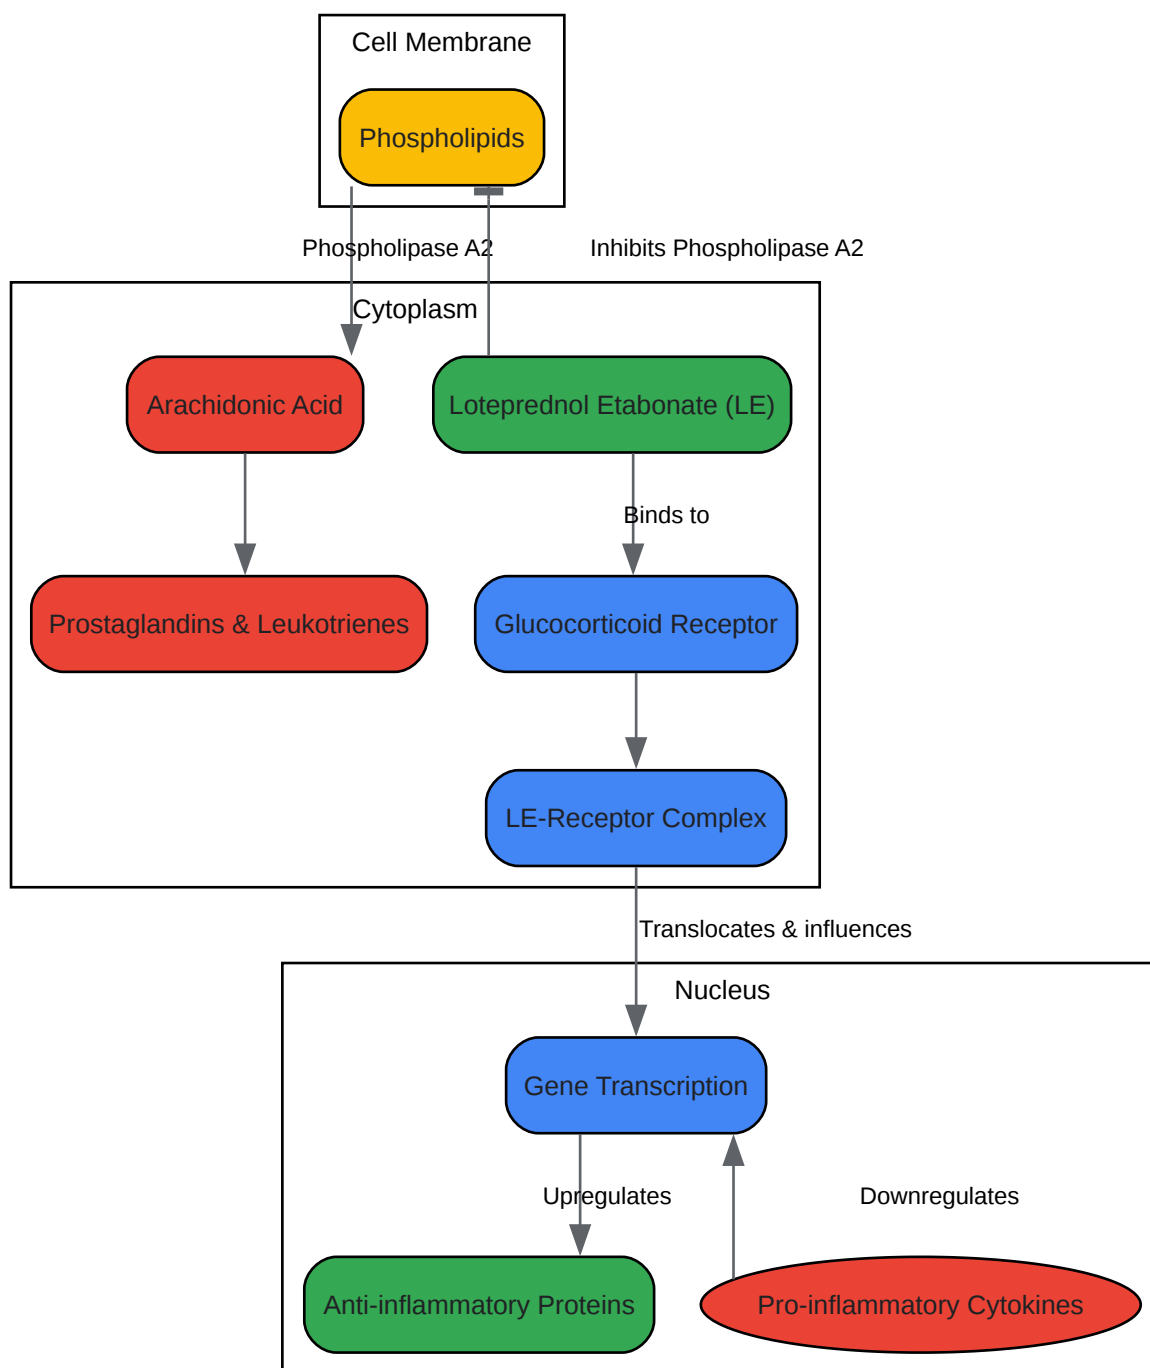 Cell Membrane
Phospholipids
Phospholipase A2
Inhibits Phospholipase A2
Cytoplasm
Arachidonic Acid
Loteprednol Etabonate (LE)
Binds to
Prostaglandins & Leukotrienes
Glucocorticoid Receptor
LE-Receptor Complex
Translocates & influences
Nucleus
Gene Transcription
Upregulates
Downregulates
Anti-inflammatory Proteins
Pro-inflammatory Cytokines